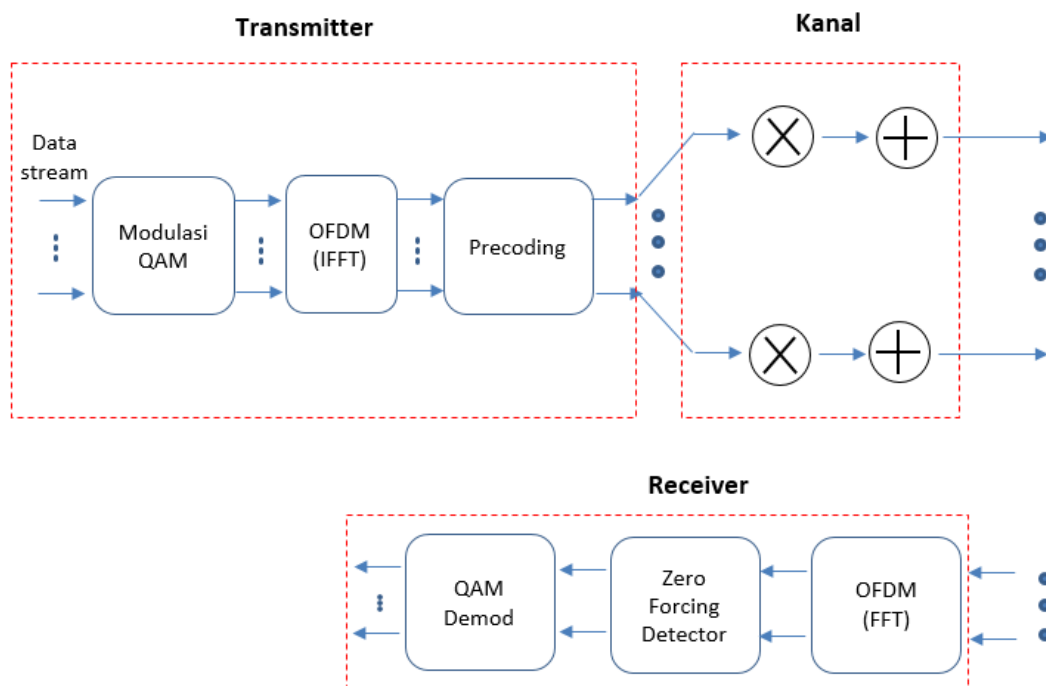 Transmitter
Kanal
Data
stream
Modulasi
QAM
OFDM
(IFFT)
Precoding
Receiver
QAM
Demod
Zero
Forcing
Detector
OFDM
(FFT)